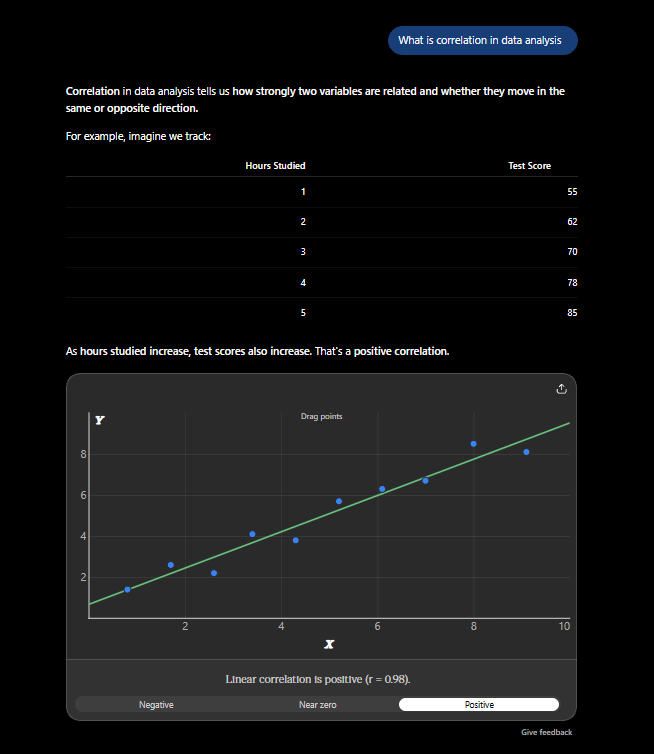 What is correlation in data analysis
Correlation in data analysis tells us how strongly two variables are related and whether they move in the
same or opposite direction.
For example, imagine we track:
Hours Studied Test Score
1 55
2 62
3 70
4 78
5 85
As hours studied increase, test scores also increase. That's a positive correlation.
Y
Drag points
8
6
4
2
2 4 6 8 10
X
Linear correlation is positive (r = 0.98).
Negative Near zero Positive
Give feedback